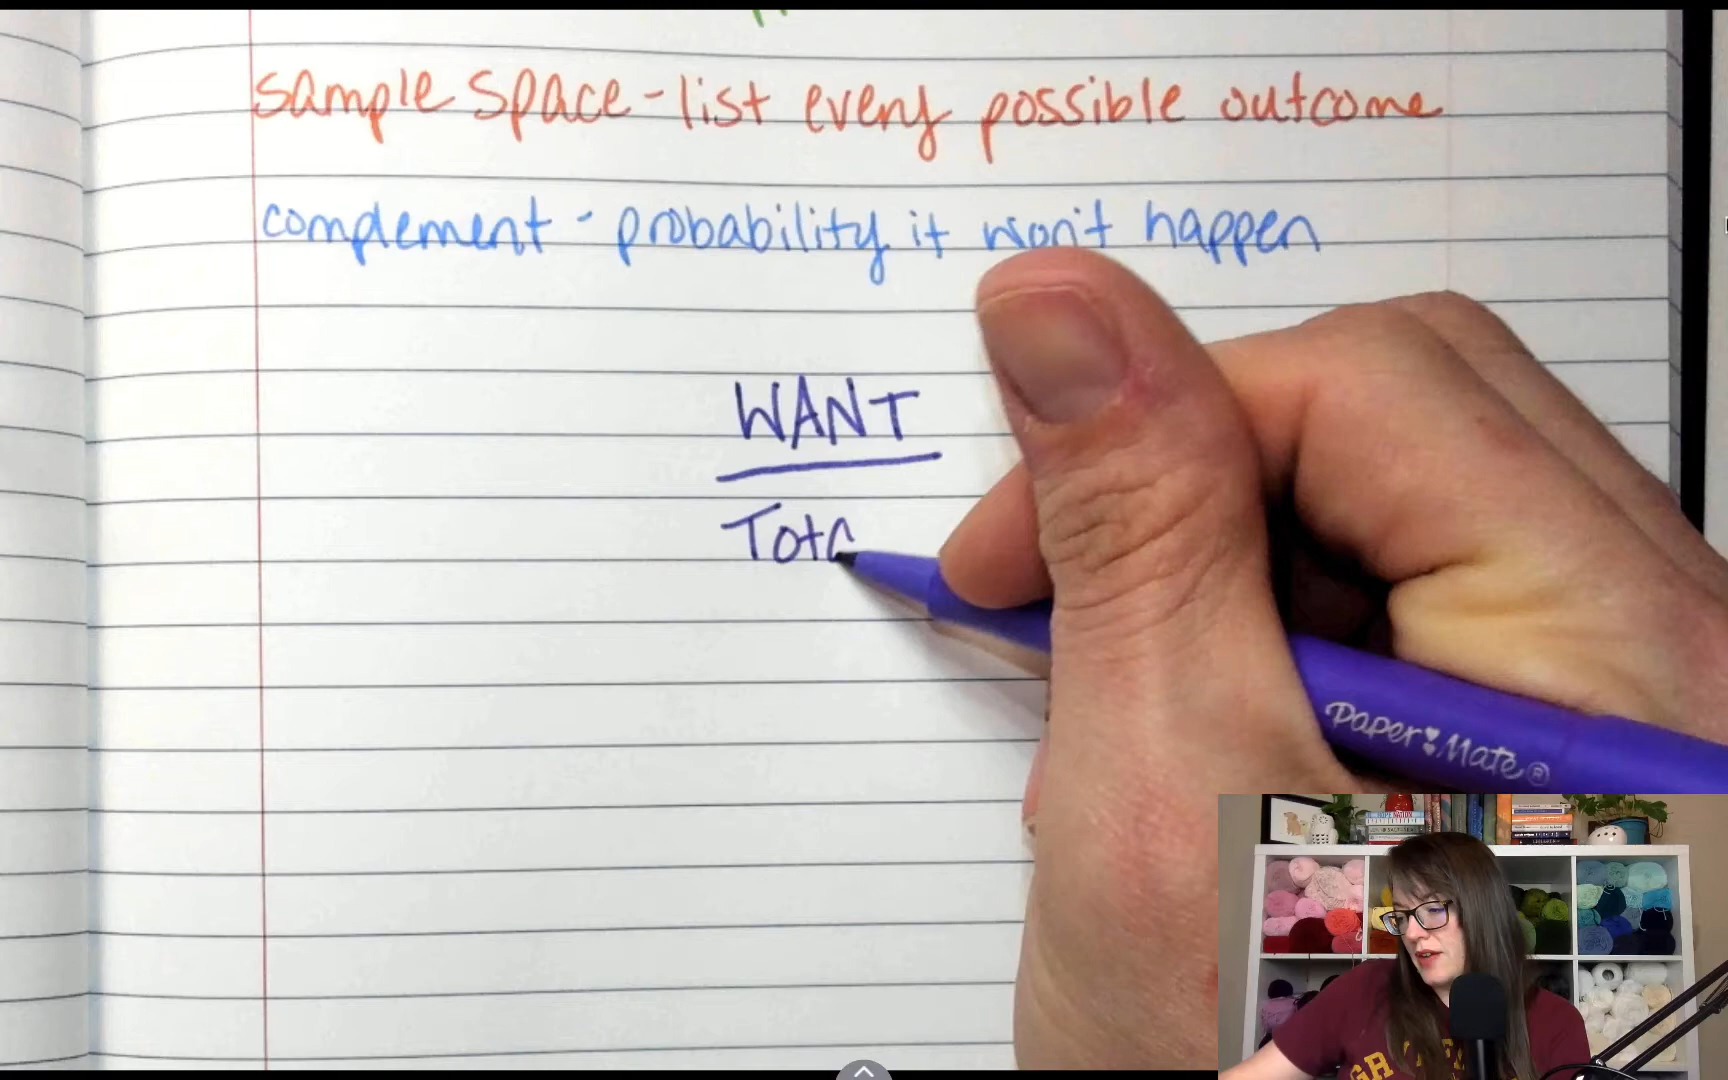 sample space - list every possible outcome
complement - probability it won't happen
WANT
Tota
Paper Mate®